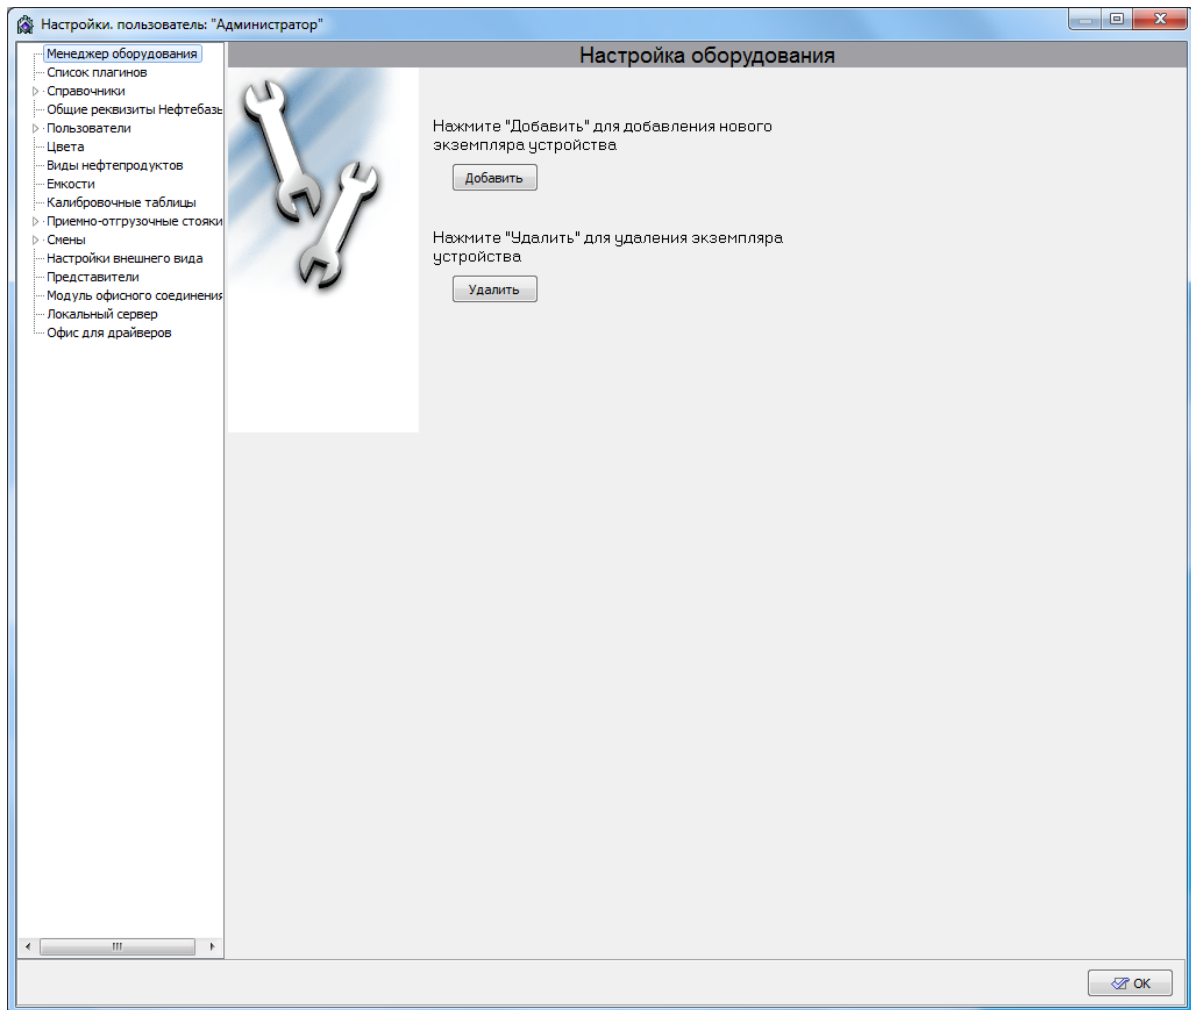 Настройки. пользователь: "Администратор"
Менеджер оборудования
Список плагинов
Справочники
Общие реквизиты Нефтебазы
Пользователи
Цвета
Виды нефтепродуктов
Емкости
Калибровочные таблицы
Приемно-отгрузочные стояки
Смены
Настройки внешнего вида
Представители
Модуль офисного соединения
Локальный сервер
Офис для драйверов
Настройка оборудования
Нажмите "Добавить" для добавления нового
экземпляра устройства
Добавить
Нажмите "Удалить" для удаления экземпляра
устройства
Удалить
OK